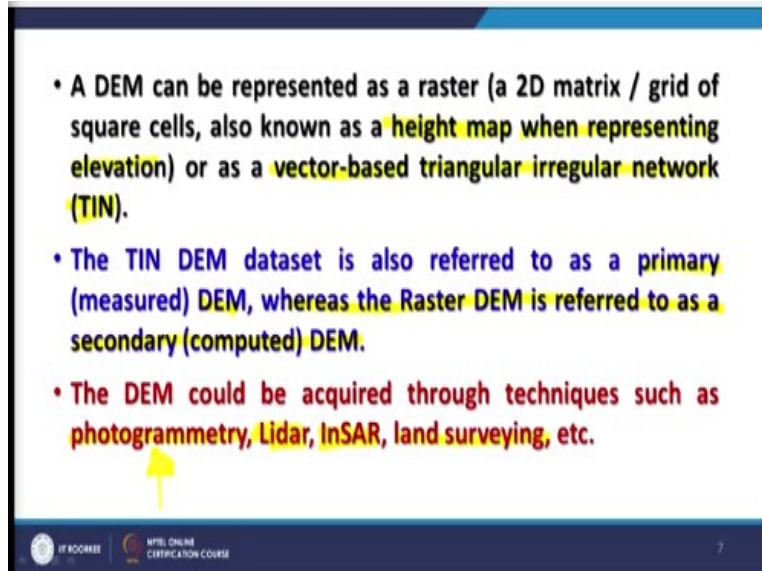 • A DEM can be represented as a raster (a 2D matrix / grid of
square cells, also known as a height map when representing
elevation) or as a vector-based triangular irregular network
(TIN).
• The TIN DEM dataset is also referred to as a primary
(measured) DEM, whereas the Raster DEM is referred to as a
secondary (computed) DEM.
• The DEM could be acquired through techniques such as
photogrammetry, Lidar, InSAR, land surveying, etc.
IIT ROORKEE
NPTEL ONLINE
CERTIFICATION COURSE
7